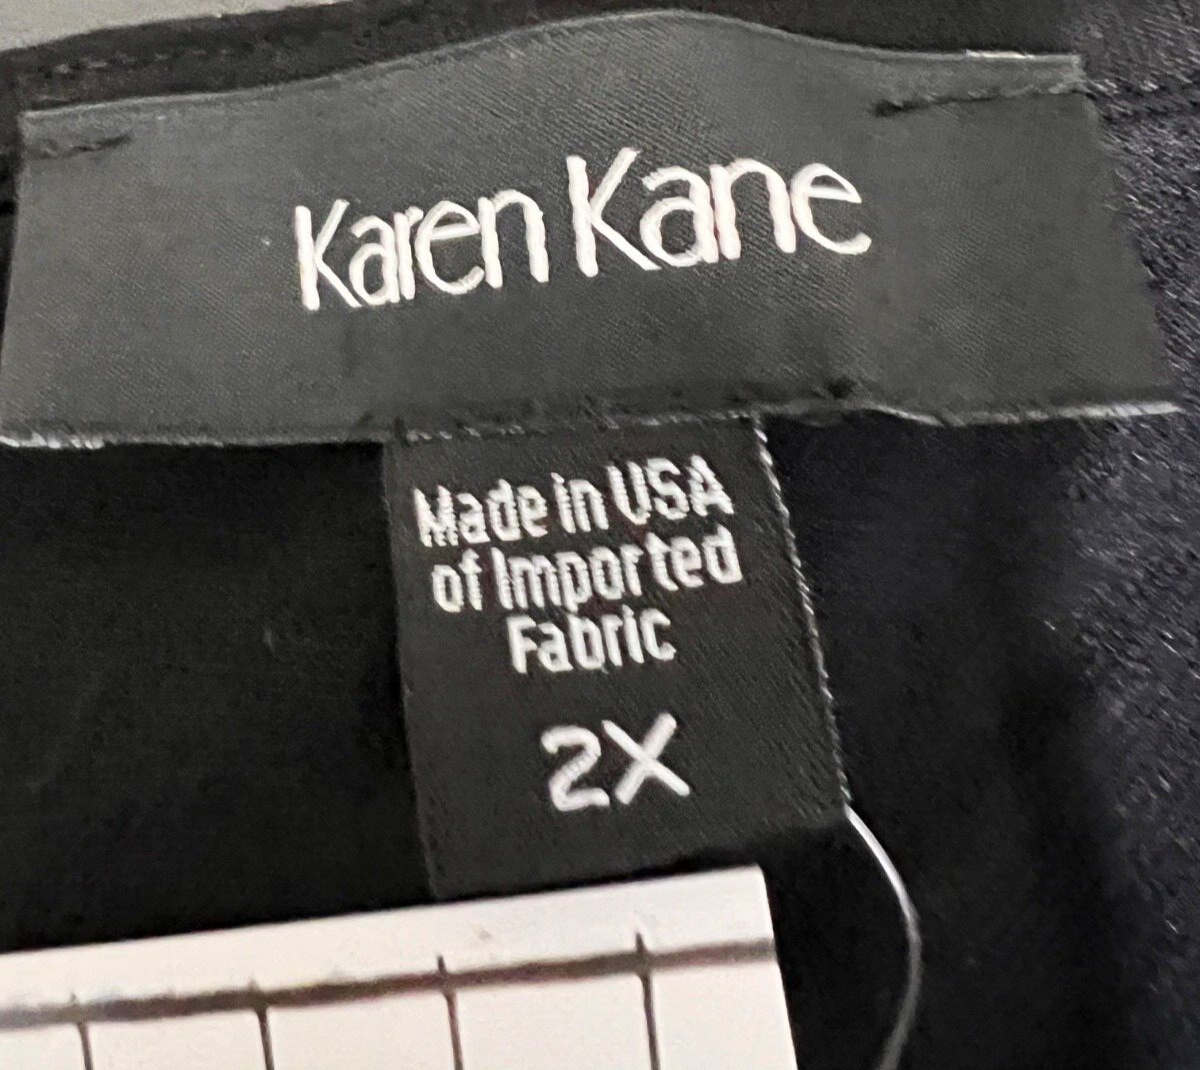 Karen Kane
Made in USA
of Imported
Fabric
2X